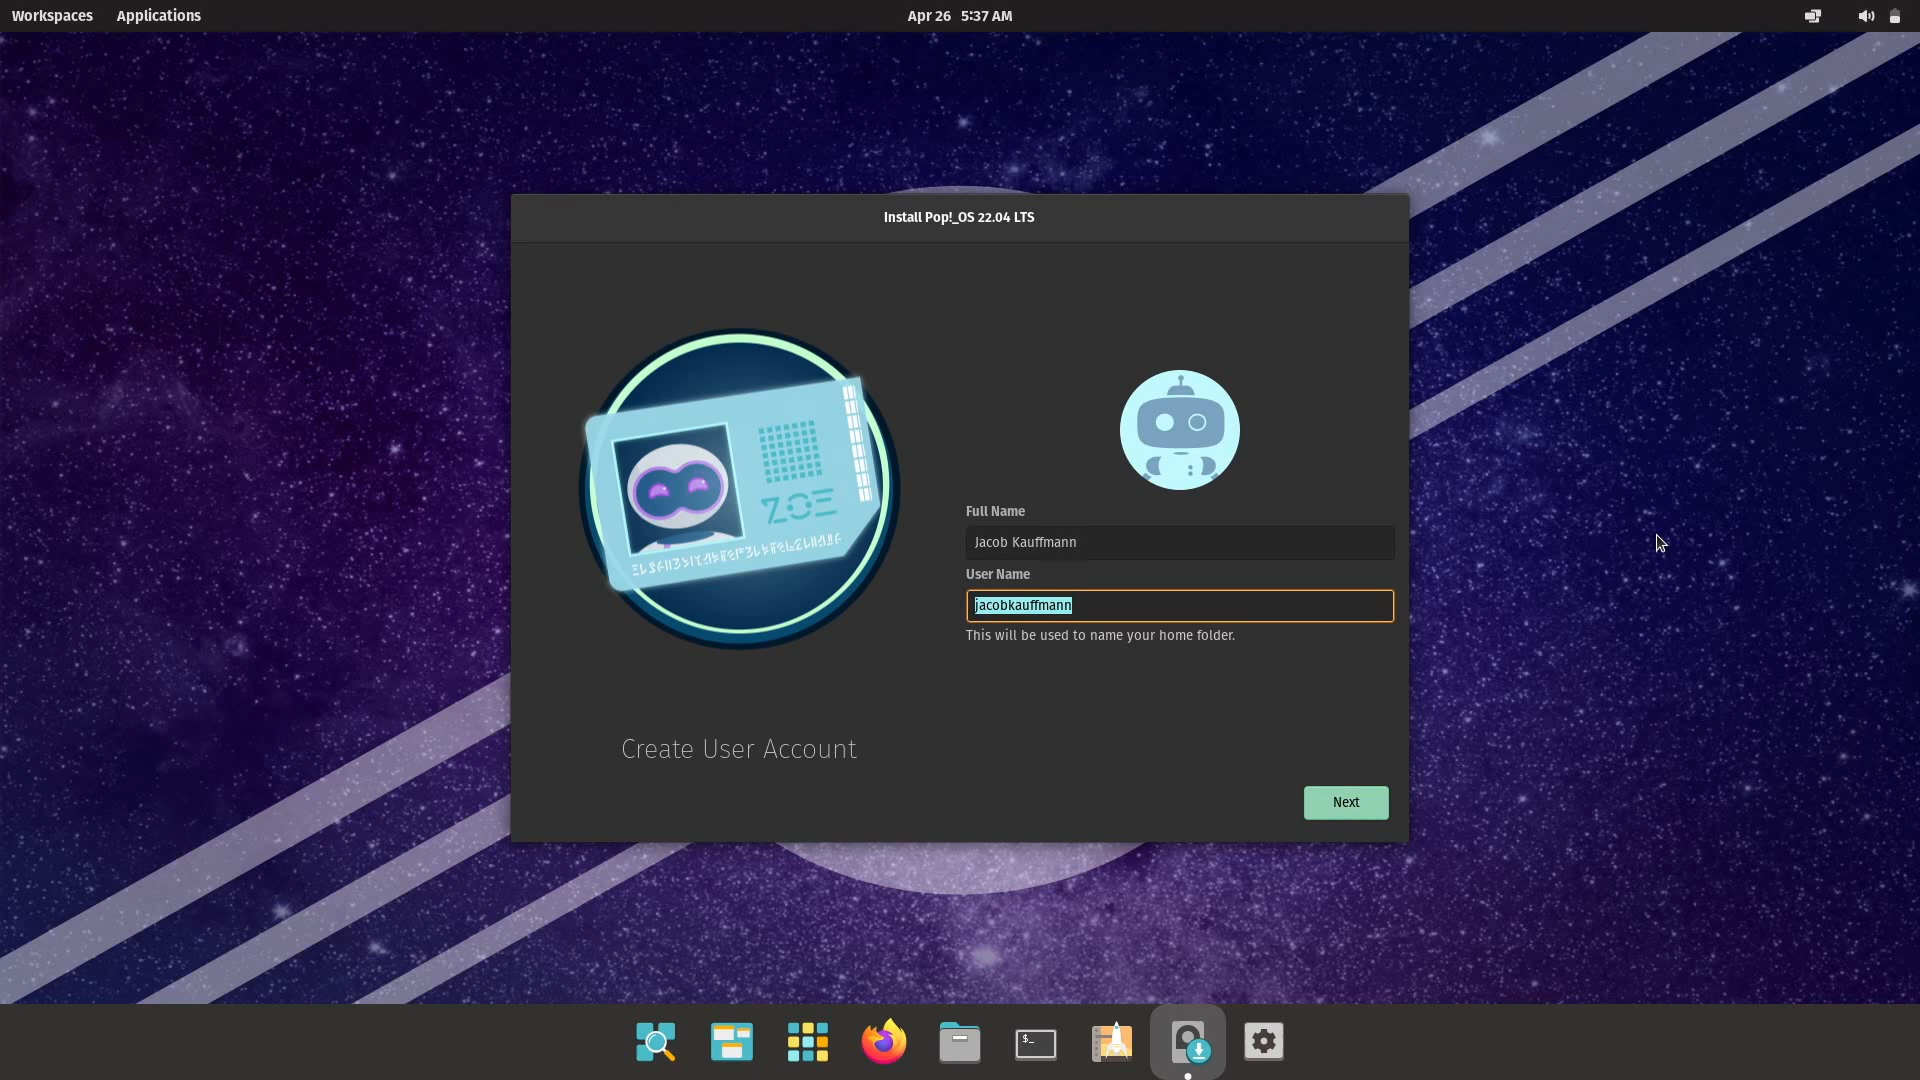 Workspaces Applications Apr 26 5:37 AM
Install Pop!_OS 22.04 LTS
ZOE
Full Name
Jacob Kauffmann
User Name
jacobkauffmann
This will be used to name your home folder.
Create User Account
Next
$_